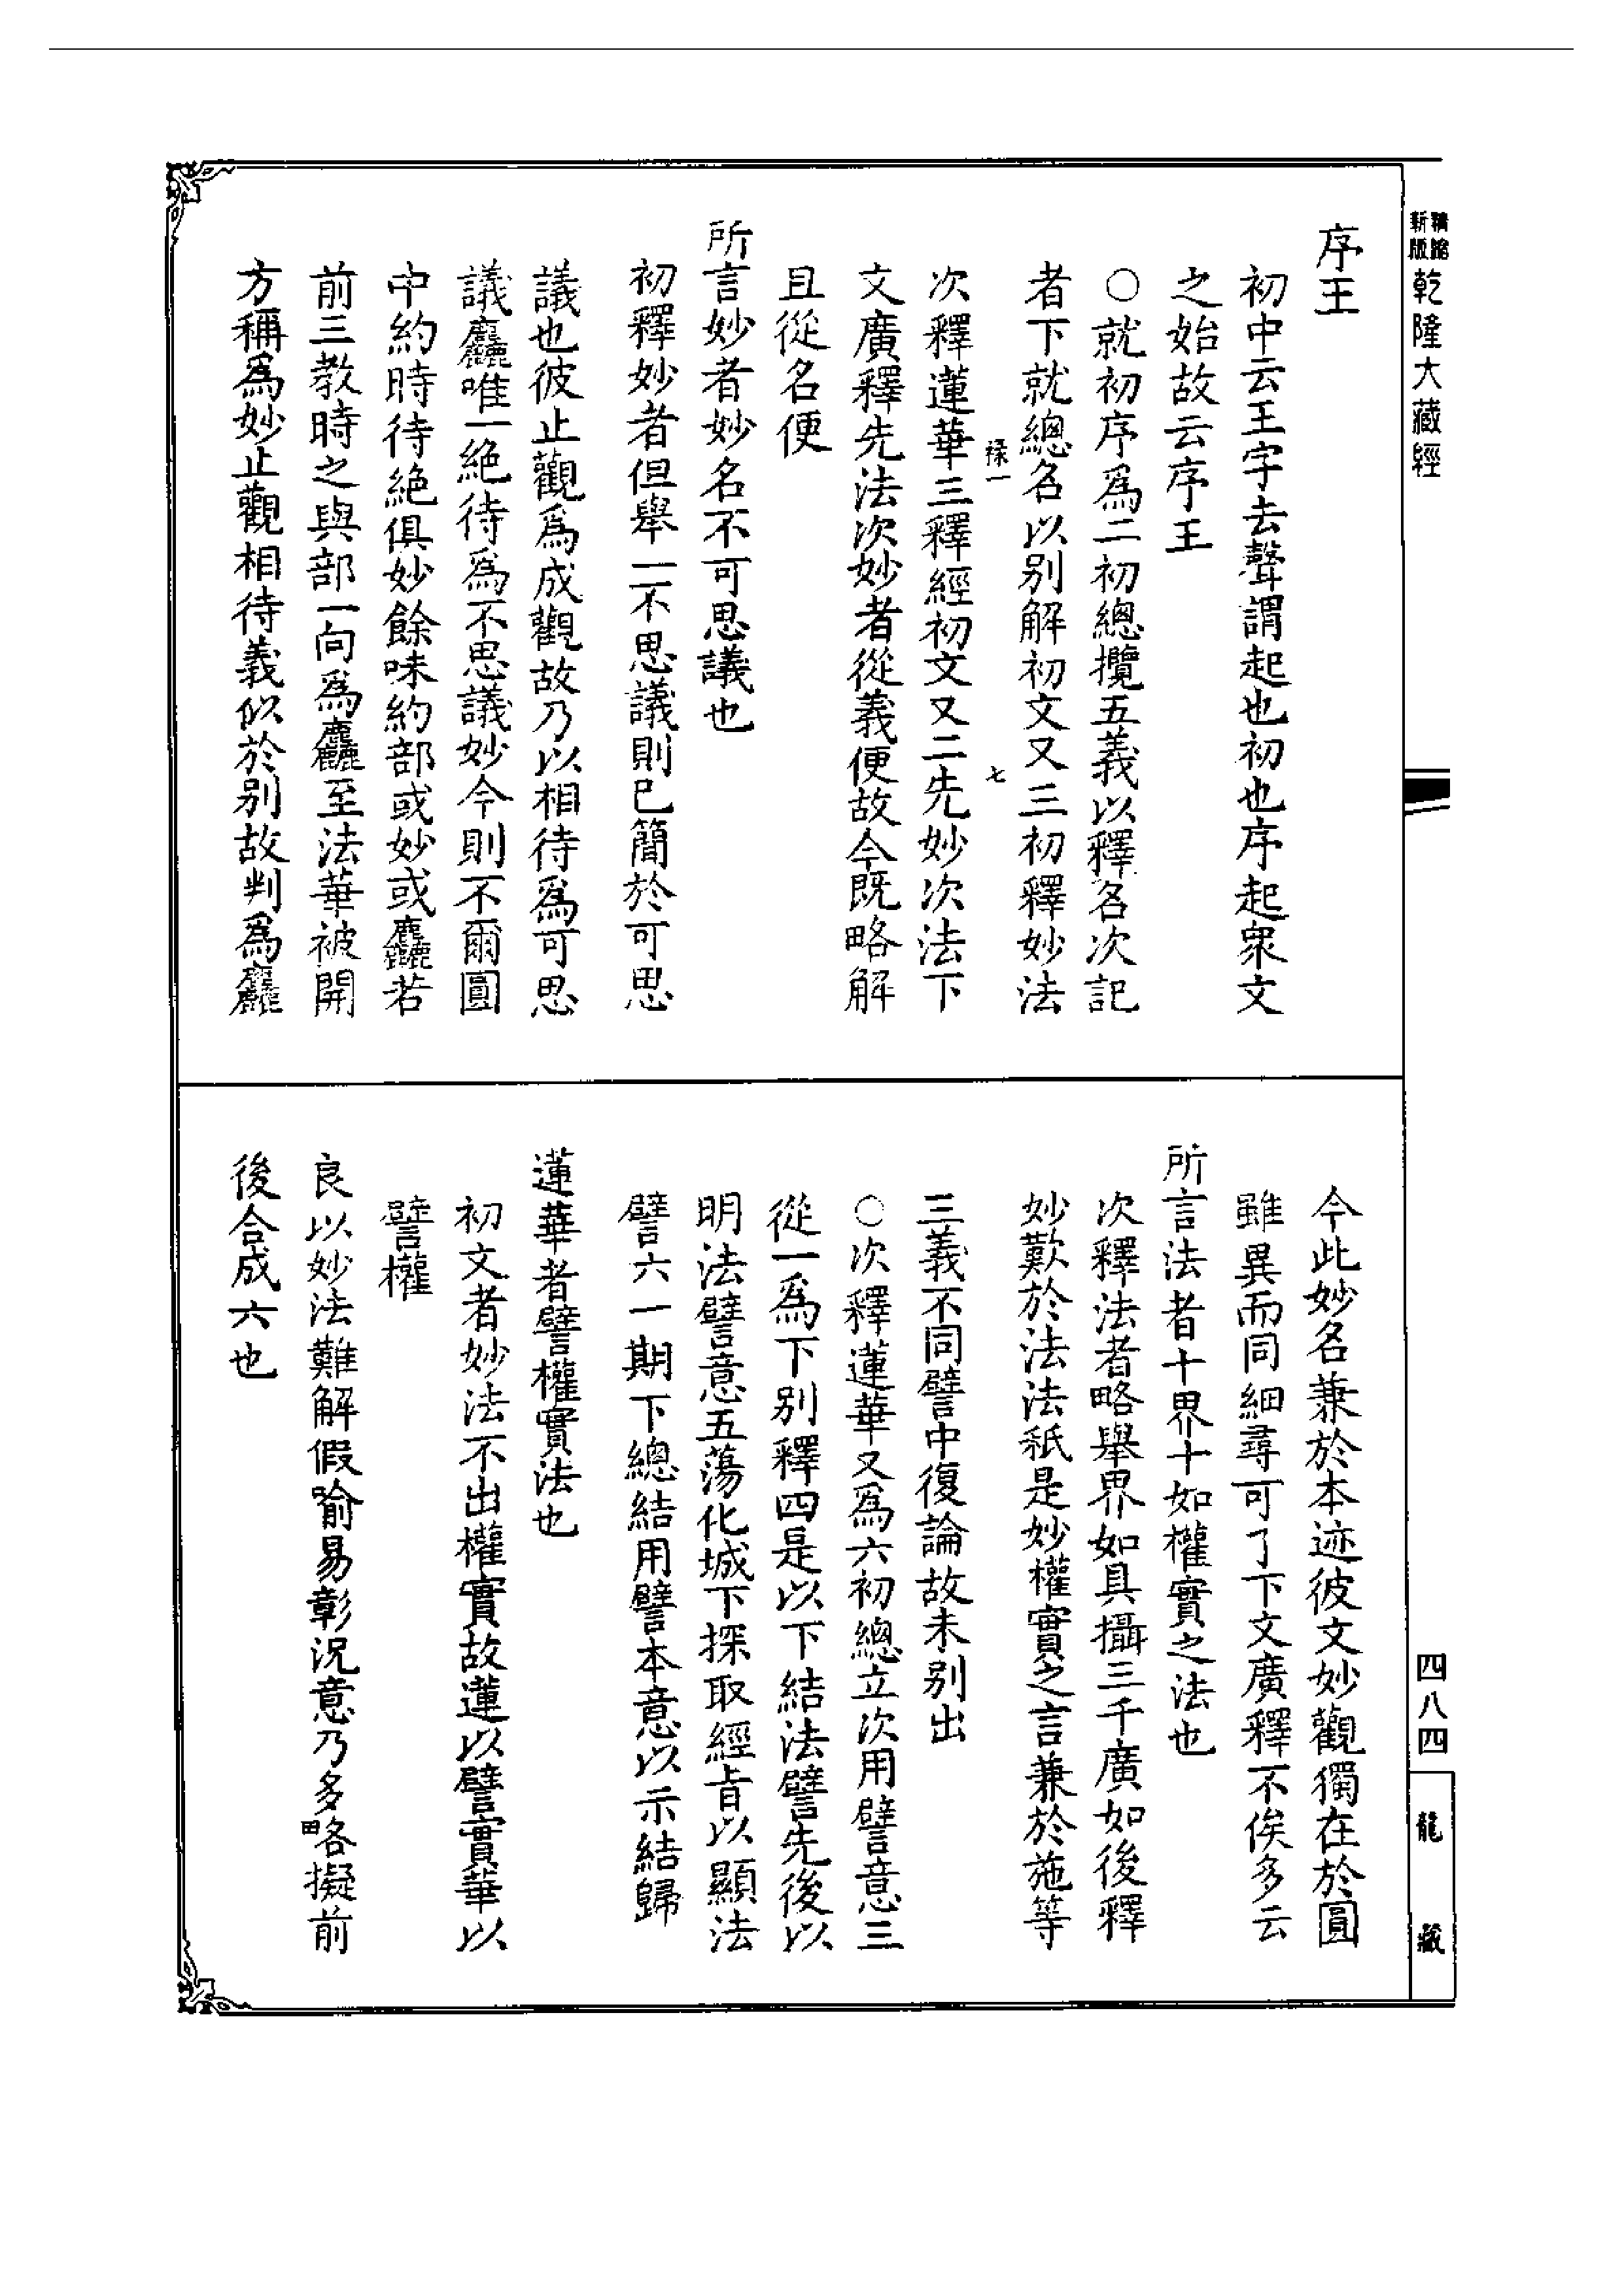 精縮
新版
乾隆大藏經
四八四
龍藏
序王
初中云王字去聲謂起也初也序起眾文
之始故云序王
○就初序為二初總攬五義以釋名次記
者下就總名以別解初文又三初釋妙法
祿一
七
次釋蓮華三釋經初文又二先妙次法下
文廣釋先法次妙者從義便故今既略解
且從名便
所言妙者妙名不可思議也
初釋妙者但舉一不思議則已簡於可思
議也彼止觀為成觀故乃以相待為可思
議麤唯一絕待為不思議妙今則不爾圓
中約時待絕俱妙餘味約部或妙或麤若
前三教時之與部一向為麤至法華被開
方稱為妙止觀相待義似於別故判為麤
今此妙名兼於本迹彼文妙觀獨在於圓
雖異而同細尋可了下文廣釋不俟多云
所言法者十界十如權實之法也
次釋法者略舉界如具攝三千廣如後釋
妙歎於法法秖是妙權實之言兼於施等
三義不同譬中復論故未別出
○次釋蓮華又為六初總立次用譬意三
從一為下別釋四是以下結法譬先後以
明法譬意五蕩化城下探取經旨以顯法
譬六一期下總結用譬本意以示結歸
蓮華者譬權實法也
初文者妙法不出權實故蓮以譬實華以
譬權
良以妙法難解假喻易彰況意乃多略擬前
後合成六也